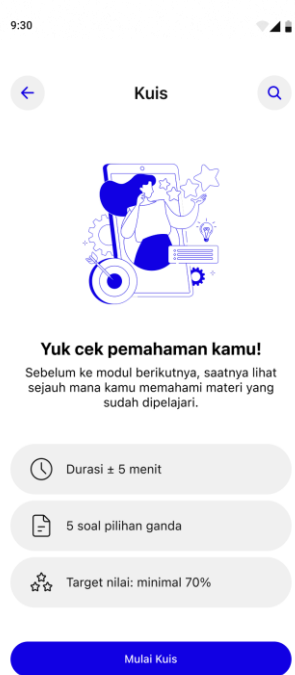 9:30
Kuis
Yuk cek pemahaman kamu!
Sebelum ke modul berikutnya, saatnya lihat
sejauh mana kamu memahami materi yang
sudah dipelajari.
Durasi ± 5 menit
5 soal pilihan ganda
Target nilai: minimal 70%
Mulai Kuis